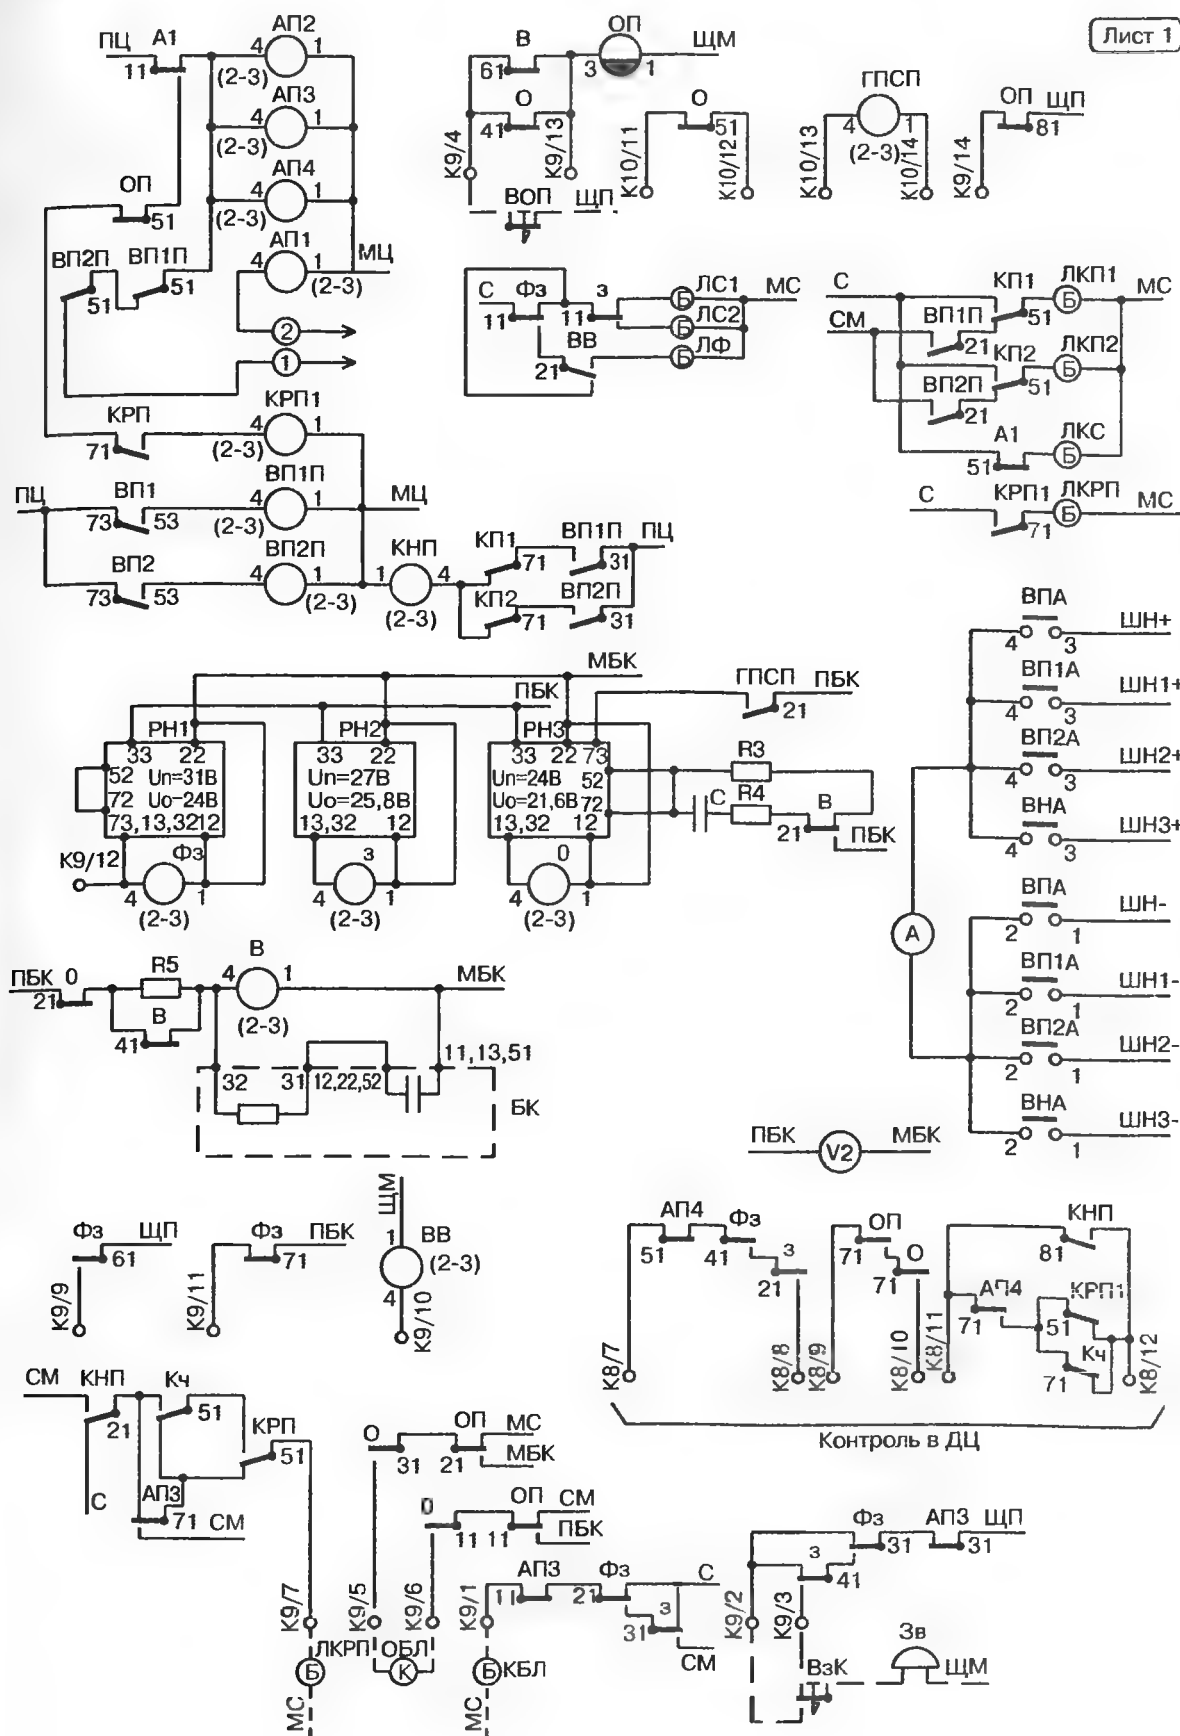 Лист 1
ПЦ А1
11
АП2
4 1
(2-3)
АП3
4 1
(2-3)
АП4
4 1
(2-3)
АП1
4 1
(2-3)
МЦ
ОП
51
ВП2П ВП1П
51 51
2
1
КРП
71
КРП1
4 1
(2-3)
ПЦ
ВП1
73 53
ВП1П
4 1
(2-3)
МЦ
ВП2
73 53
ВП2П
4 1
(2-3)
КНП
1 4
(2-3)
КП1
71
ВП1П
31
ПЦ
КП2
71
ВП2П
31
В
61
О
41
ОП
3 1
ЩМ
К9/4
К9/13
ВОП ЩП
О
51
К10/11
К10/12
ГПСП
4 1
(2-3)
К10/13
К10/14
ОП ЩП
81
К9/14
С Фз
11
з
11
ВВ
21
Б ЛС1
Б ЛС2
Б ЛФ
МС
С
СМ
КП1
51
ВП1П
21
ЛКП1
Б
МС
КП2
51
ВП2П
21
ЛКП2
Б
А1
51
ЛКС
Б
С
КРП1
71
ЛКРП
Б
МС
МБК
ПБК
РН1
33 22
52
72
Uп=31В
Uо=24В
73,13,32 12
К9/12
Фз
4 1
(2-3)
РН2
33 22
Uп=27В
Uо=25,8В
13,32 12
з
4 1
(2-3)
РН3
33 22 73
Uп=24В 52
Uо=21,6В 72
13,32 12
О
4 1
(2-3)
ГПСП ПБК
21
R3
С R4
В
21
ПБК
ВПА
4 3
ШН+
ВП1А
4 3
ШН1+
ВП2А
4 3
ШН2+
ВНА
4 3
ШН3+
А
ВПА
2 1
ШН-
ВП1А
2 1
ШН1-
ВП2А
2 1
ШН2-
ВНА
2 1
ШН3-
ПБК О
21
R5
В
41
В
4 1
(2-3)
МБК
11,13,51
32 31 12,22,52
БК
ПБК V2 МБК
Фз ЩП
61
К9/9
Фз ПБК
71
К9/11
ЩМ
1
ВВ
(2-3)
4
К9/10
АП4
51
Фз
41
з
21
К8/7
К8/8
ОП
71
О
71
К8/9
К8/10
КНП
81
АП4
71
КРП1
51
Кч
71
К8/11
К8/12
Контроль в ДЦ
СМ КНП
21
С
Кч
51
КРП
51
АП3
71 СМ
К9/7
ЛКРП
Б
МС
О
31
ОП
21
МС
МБК
О
11
ОП
11
СМ
ПБК
К9/5
К9/6
ОБЛ
К
К9/1
АП3
11
Фз
21
С
з
31
СМ
Б КБЛ
МС
Фз
31
АП3
31
ЩП
з
41
К9/2
К9/3
ВзК
Зв
ЩМ